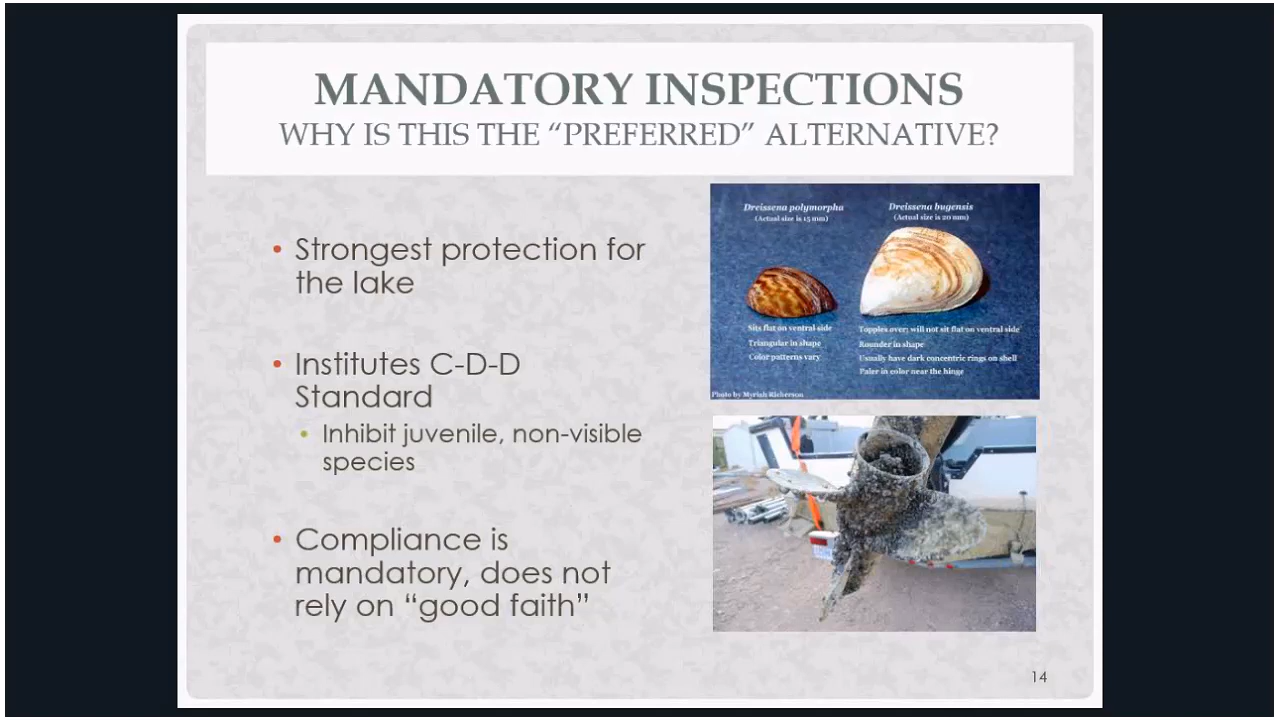 MANDATORY INSPECTIONS
WHY IS THIS THE “PREFERRED” ALTERNATIVE?
• Strongest protection for
the lake
• Institutes C-D-D
Standard
• Inhibit juvenile, non-visible
species
• Compliance is
mandatory, does not
rely on “good faith”
Dreissena polymorpha
(Actual size is 15 mm)
Dreissena bugensis
(Actual size is 20 mm)
Sits flat on ventral side
Triangular in shape
Color patterns vary
Topples over; will not sit flat on ventral side
Rounder in shape
Usually have dark concentric rings on shell
Paler in color near the hinge
Photo by Myriah
14